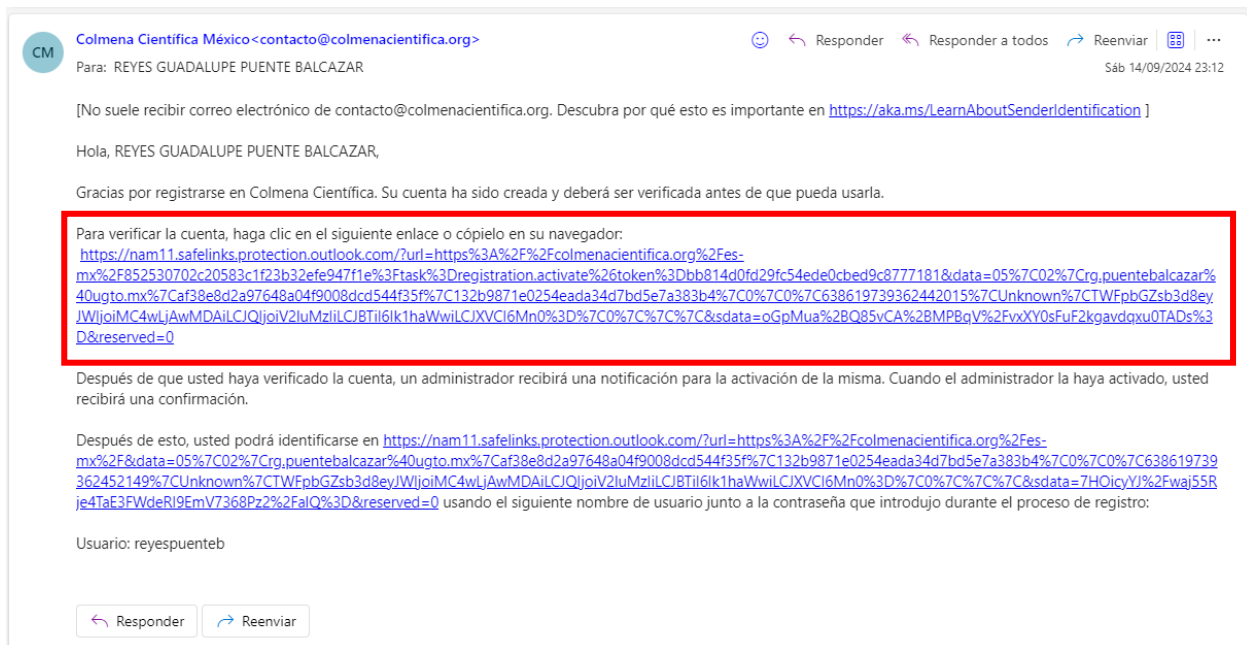 CM
Colmena Científica México<contacto@colmenacientifica.org>
Responder
Responder a todos
Reenviar
Para: REYES GUADALUPE PUENTE BALCAZAR
Sáb 14/09/2024 23:12
[No suele recibir correo electrónico de contacto@colmenacientifica.org. Descubra por qué esto es importante en https://aka.ms/LearnAboutSenderIdentification ]
Hola, REYES GUADALUPE PUENTE BALCAZAR,
Gracias por registrarse en Colmena Científica. Su cuenta ha sido creada y deberá ser verificada antes de que pueda usarla.
Para verificar la cuenta, haga clic en el siguiente enlace o cópielo en su navegador:
https://nam11.safelinks.protection.outlook.com/?url=https%3A%2F%2Fcolmenacientifica.org%2Fes-
mx%2F852530702c20583c1f23b32efe947f1e%3Ftask%3Dregistration.activate%26token%3Dbb814d0fd29fc54ede0cbed9c8777181&data=05%7C02%7Crg.puentebalcazar%
40ugto.mx%7Caf38e8d2a97648a04f9008dcd544f35f%7C132b9871e0254eada34d7bd5e7a383b4%7C0%7C0%7C638619739362442015%7CUnknown%7CTWFpbGZsb3d8ey
JWIjoiMC4wLjAwMDAiLCJQIjoiV2luMzIiLCJBTiI6Ik1haWwiLCJXVCI6Mn0%3D%7C0%7C%7C%7C&sdata=oGpMua%2BQ85vCA%2BMPBqV%2FvxXY0sFuF2kgavdqxu0TADs%3
D&reserved=0
Después de que usted haya verificado la cuenta, un administrador recibirá una notificación para la activación de la misma. Cuando el administrador la haya activado, usted
recibirá una confirmación.
Después de esto, usted podrá identificarse en https://nam11.safelinks.protection.outlook.com/?url=https%3A%2F%2Fcolmenacientifica.org%2Fes-
mx%2F&data=05%7C02%7Crg.puentebalcazar%40ugto.mx%7Caf38e8d2a97648a04f9008dcd544f35f%7C132b9871e0254eada34d7bd5e7a383b4%7C0%7C0%7C638619739
362452149%7CUnknown%7CTWFpbGZsb3d8eyJWIjoiMC4wLjAwMDAiLCJQIjoiV2luMzIiLCJBTiI6Ik1haWwiLCJXVCI6Mn0%3D%7C0%7C%7C%7C&sdata=7HOicyYJ%2Fwaj55R
je4TaE3FWdeRI9EmV7368Pz2%2FaIQ%3D&reserved=0 usando el siguiente nombre de usuario junto a la contraseña que introdujo durante el proceso de registro:
Usuario: reyespuenteb
Responder
Reenviar